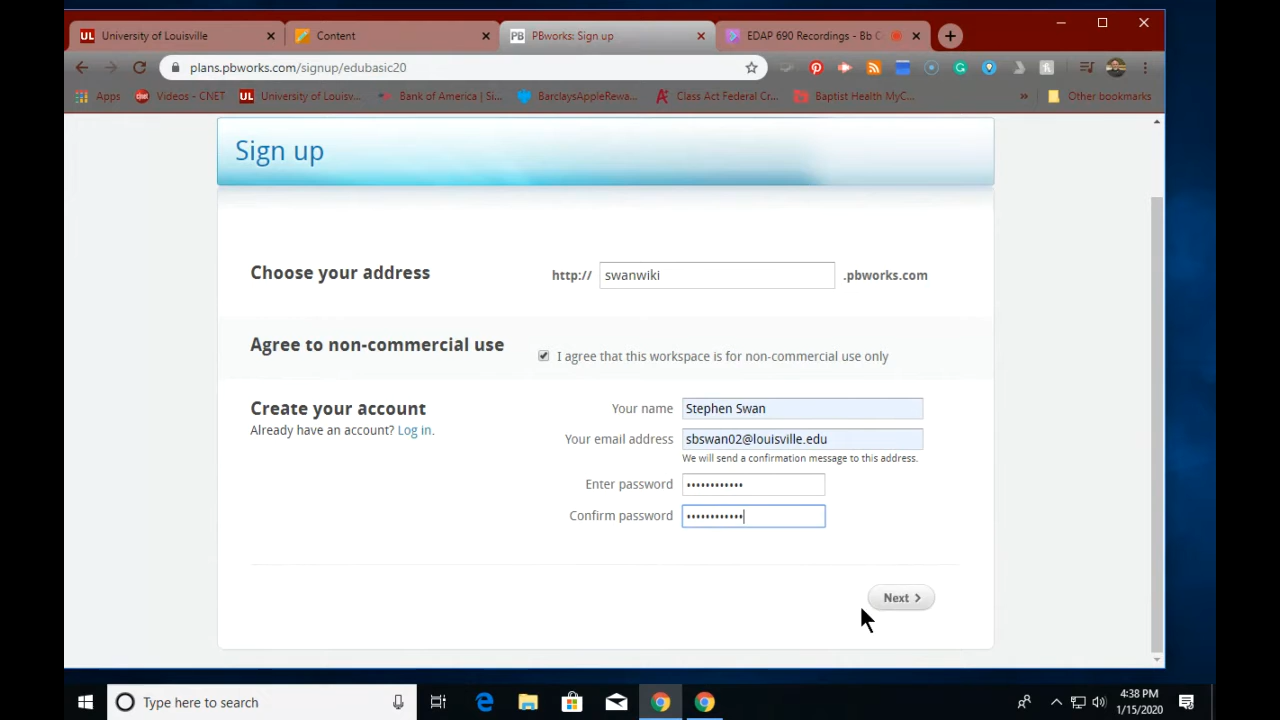 UL University of Louisville
Content
PB PBworks: Sign up
EDAP 690 Recordings - Bb C
plans.pbworks.com/signup/edubasic20
Apps
Videos - CNET
UL University of Louisv...
Bank of America | Si...
BarclaysAppleRewa...
Class Act Federal Cr...
Baptist Health MyC...
»
Other bookmarks
Sign up
Choose your address
http:// swanwiki .pbworks.com
Agree to non-commercial use
I agree that this workspace is for non-commercial use only
Create your account
Already have an account? Log in.
Your name Stephen Swan
Your email address sbswan02@louisville.edu
We will send a confirmation message to this address.
Enter password ••••••••••••
Confirm password ••••••••••••
Next >
Type here to search
4:38 PM
1/15/2020